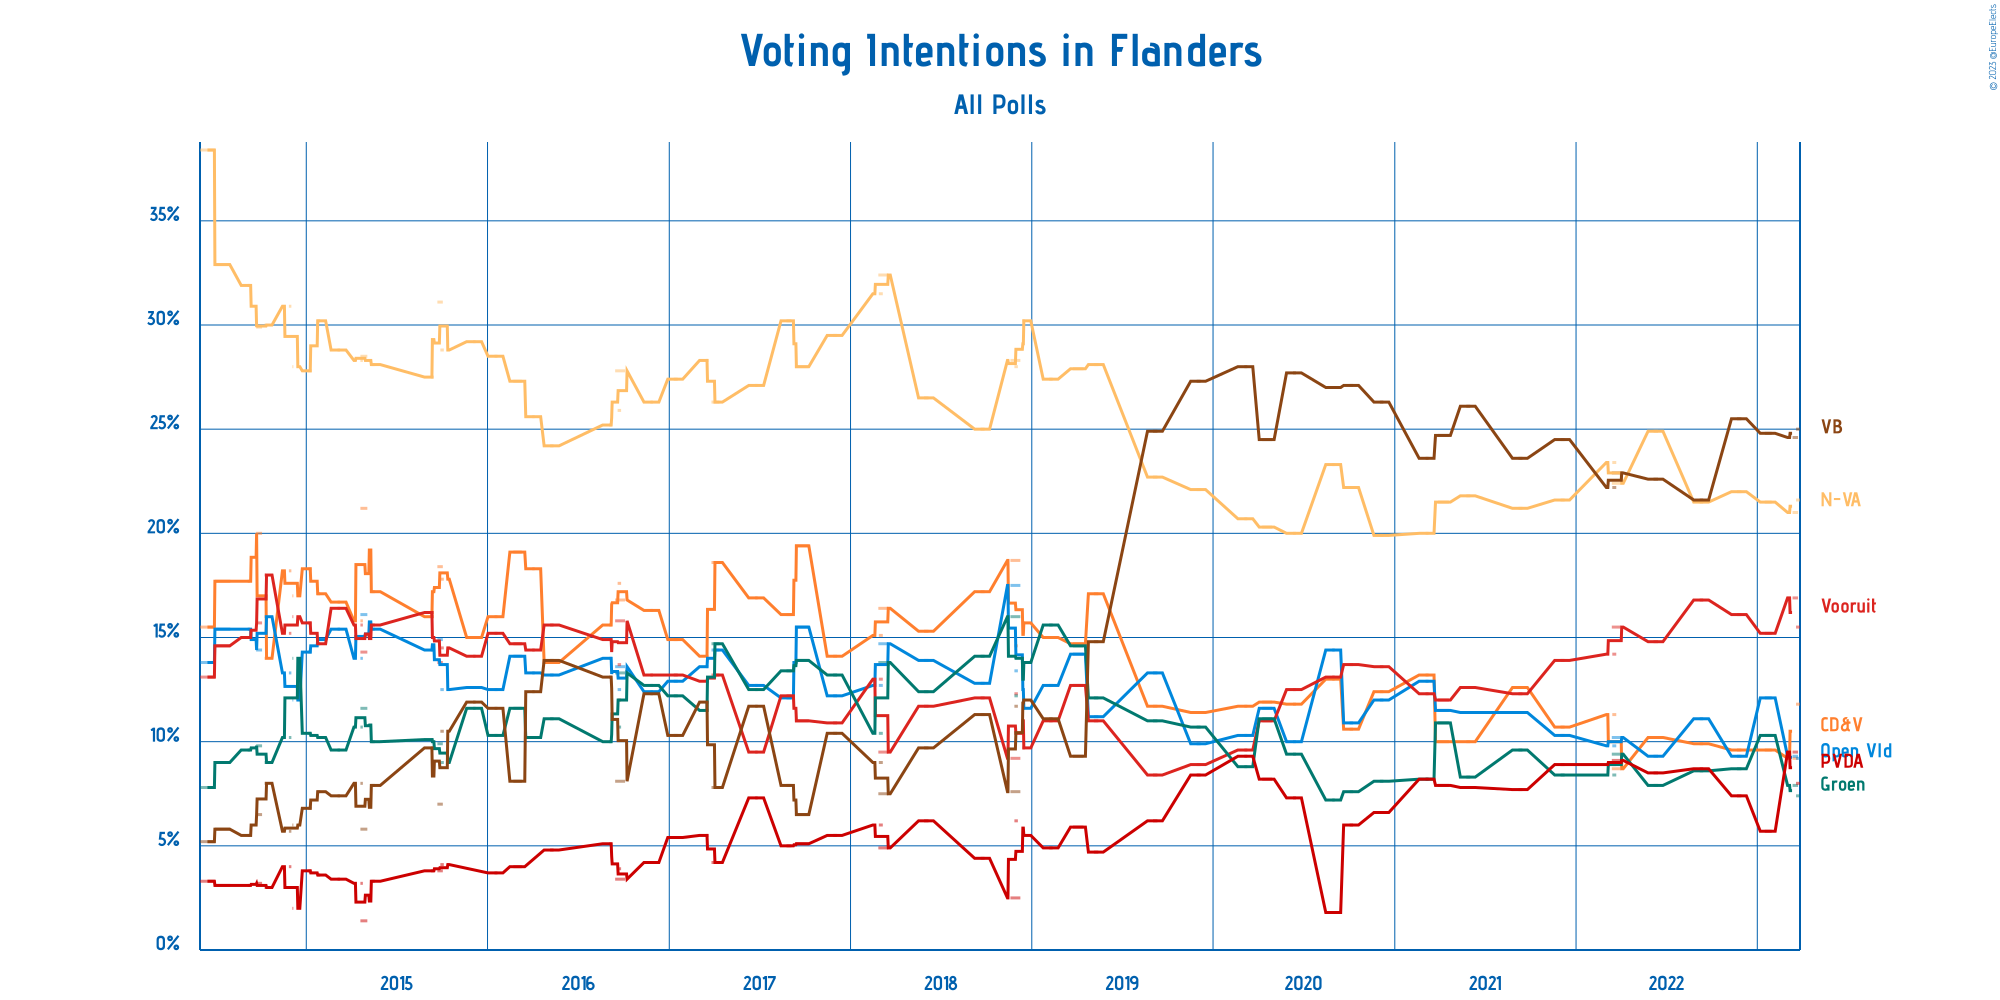 Voting Intentions in Flanders
All Polls
© 2023 @EuropeElects
35%
30%
25%
20%
15%
10%
5%
0%
VB
N-VA
Vooruit
CD&V
Open Vld
PVDA
Groen
2015
2016
2017
2018
2019
2020
2021
2022